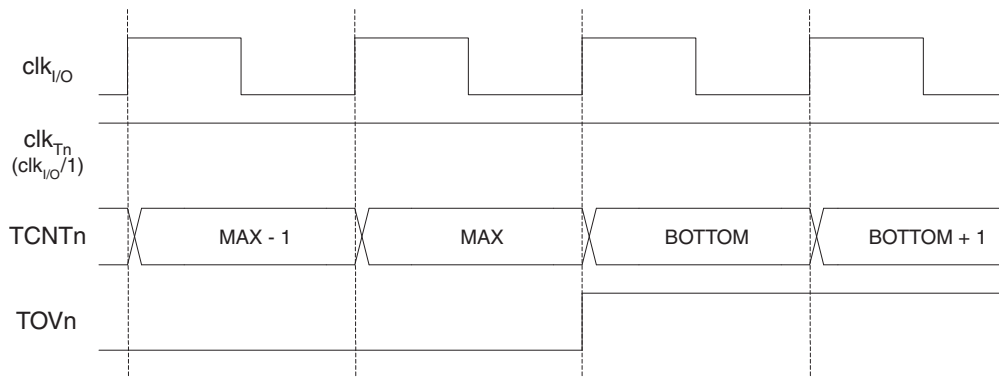 clkI/O
clkTn
(clkI/O/1)
TCNTn
MAX - 1
MAX
BOTTOM
BOTTOM + 1
TOVn